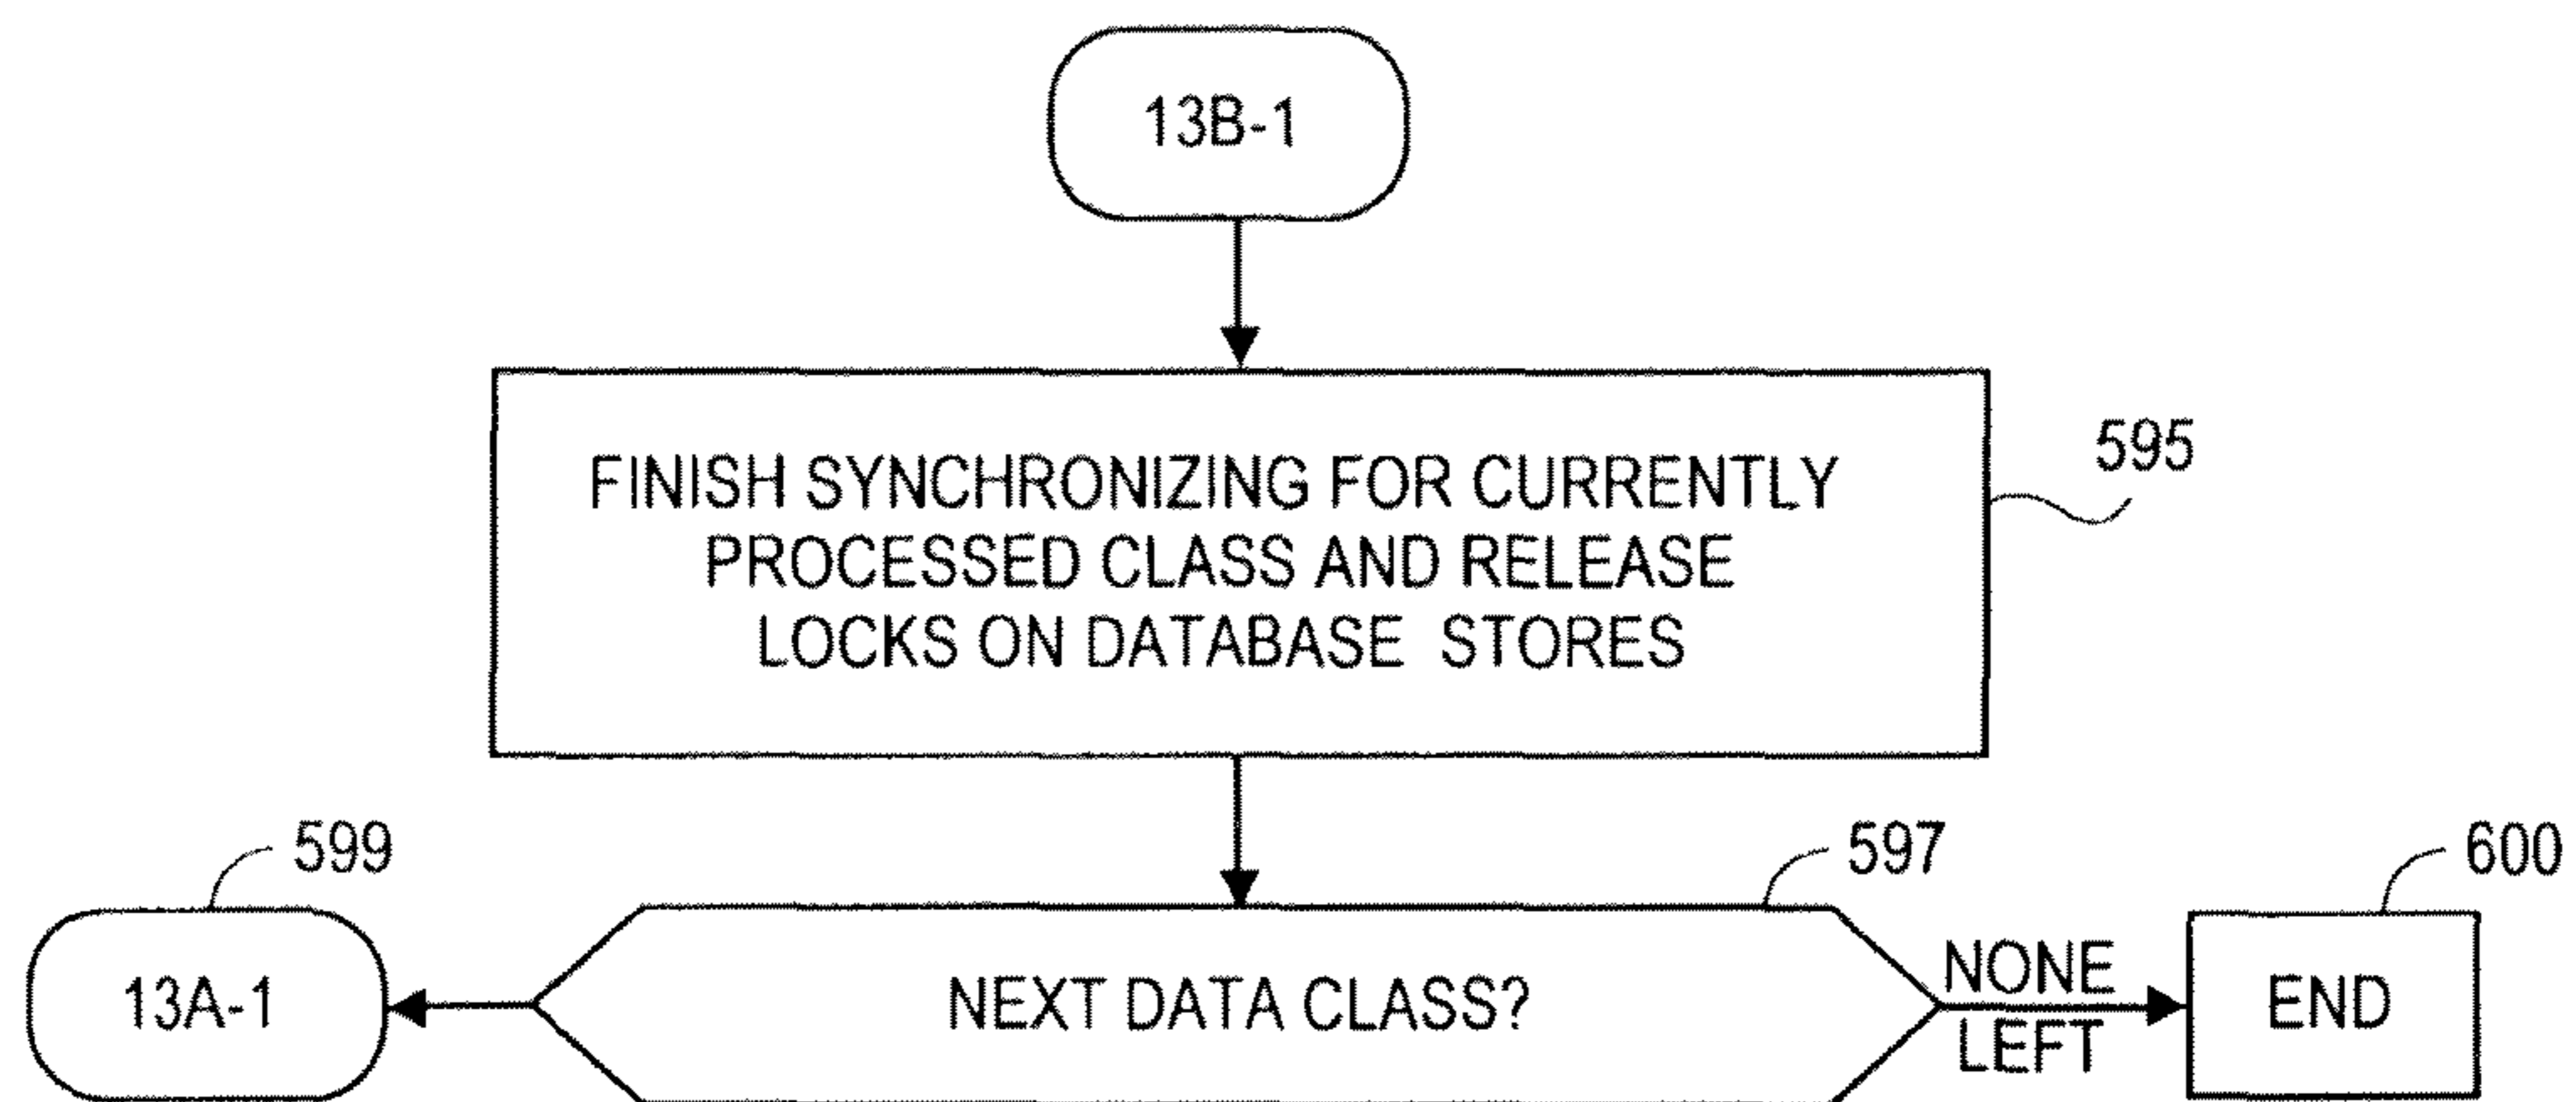 13B-1
FINISH SYNCHRONIZING FOR CURRENTLY
PROCESSED CLASS AND RELEASE
LOCKS ON DATABASE STORES
595
599
597
600
13A-1
NEXT DATA CLASS?
NONE
LEFT
END